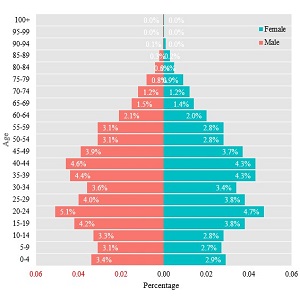 100+ 0.0% 0.0%
95-99 0.0% 0.0%
Female
90-94 0.0%
85-89
Male
80-84
75-79 0.8% 0.9%
70-74 1.2% 1.2%
65-69 1.5% 1.4%
60-64 2.1% 2.0%
55-59 3.1% 2.8%
50-54 3.1% 2.8%
45-49 3.9% 3.7%
40-44 4.6% 4.3%
35-39 4.4% 4.3%
30-34 3.6% 3.4%
25-29 4.0% 3.8%
20-24 5.1% 4.7%
15-19 4.2% 3.8%
10-14 3.3% 2.8%
5-9 3.1% 2.7%
0-4 3.4% 2.9%
Age
0.06 0.04 0.02 0.00 0.02 0.04 0.06
Percentage